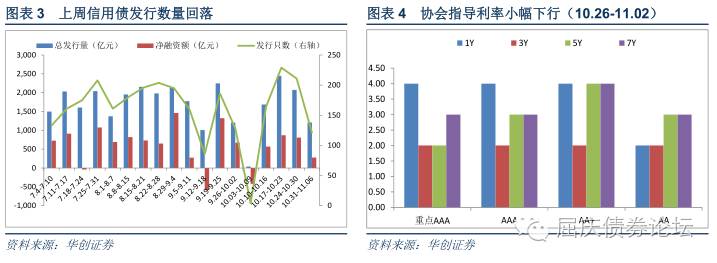 图表 3 上周信用债发行数量回落
总发行量（亿元）
净融资额（亿元）
发行只数（右轴）
3,000
2,500
2,000
1,500
1,000
500
0
-500
-1,000
250
200
150
100
50
0
7.4-7.10
7.11-7.17
7.18-7.24
7.25-7.31
8.1-8.7
8.8-8.15
8.15-8.21
8.22-8.28
8.29-9.4
9.5-9.11
9.12-9.18
9.19-9.25
9.26-10.02
10.03-10.09
10.10-10.16
10.17-10.23
10.24-10.30
10.31-11.06
资料来源：华创证券
图表 4 协会指导利率小幅下行（10.26-11.02）
1Y
3Y
5Y
7Y
4.50
4.00
3.50
3.00
2.50
2.00
1.50
1.00
0.50
0.00
重点AAA
AAA
AA+
AA
资料来源：华创证券
屈庆债券论坛